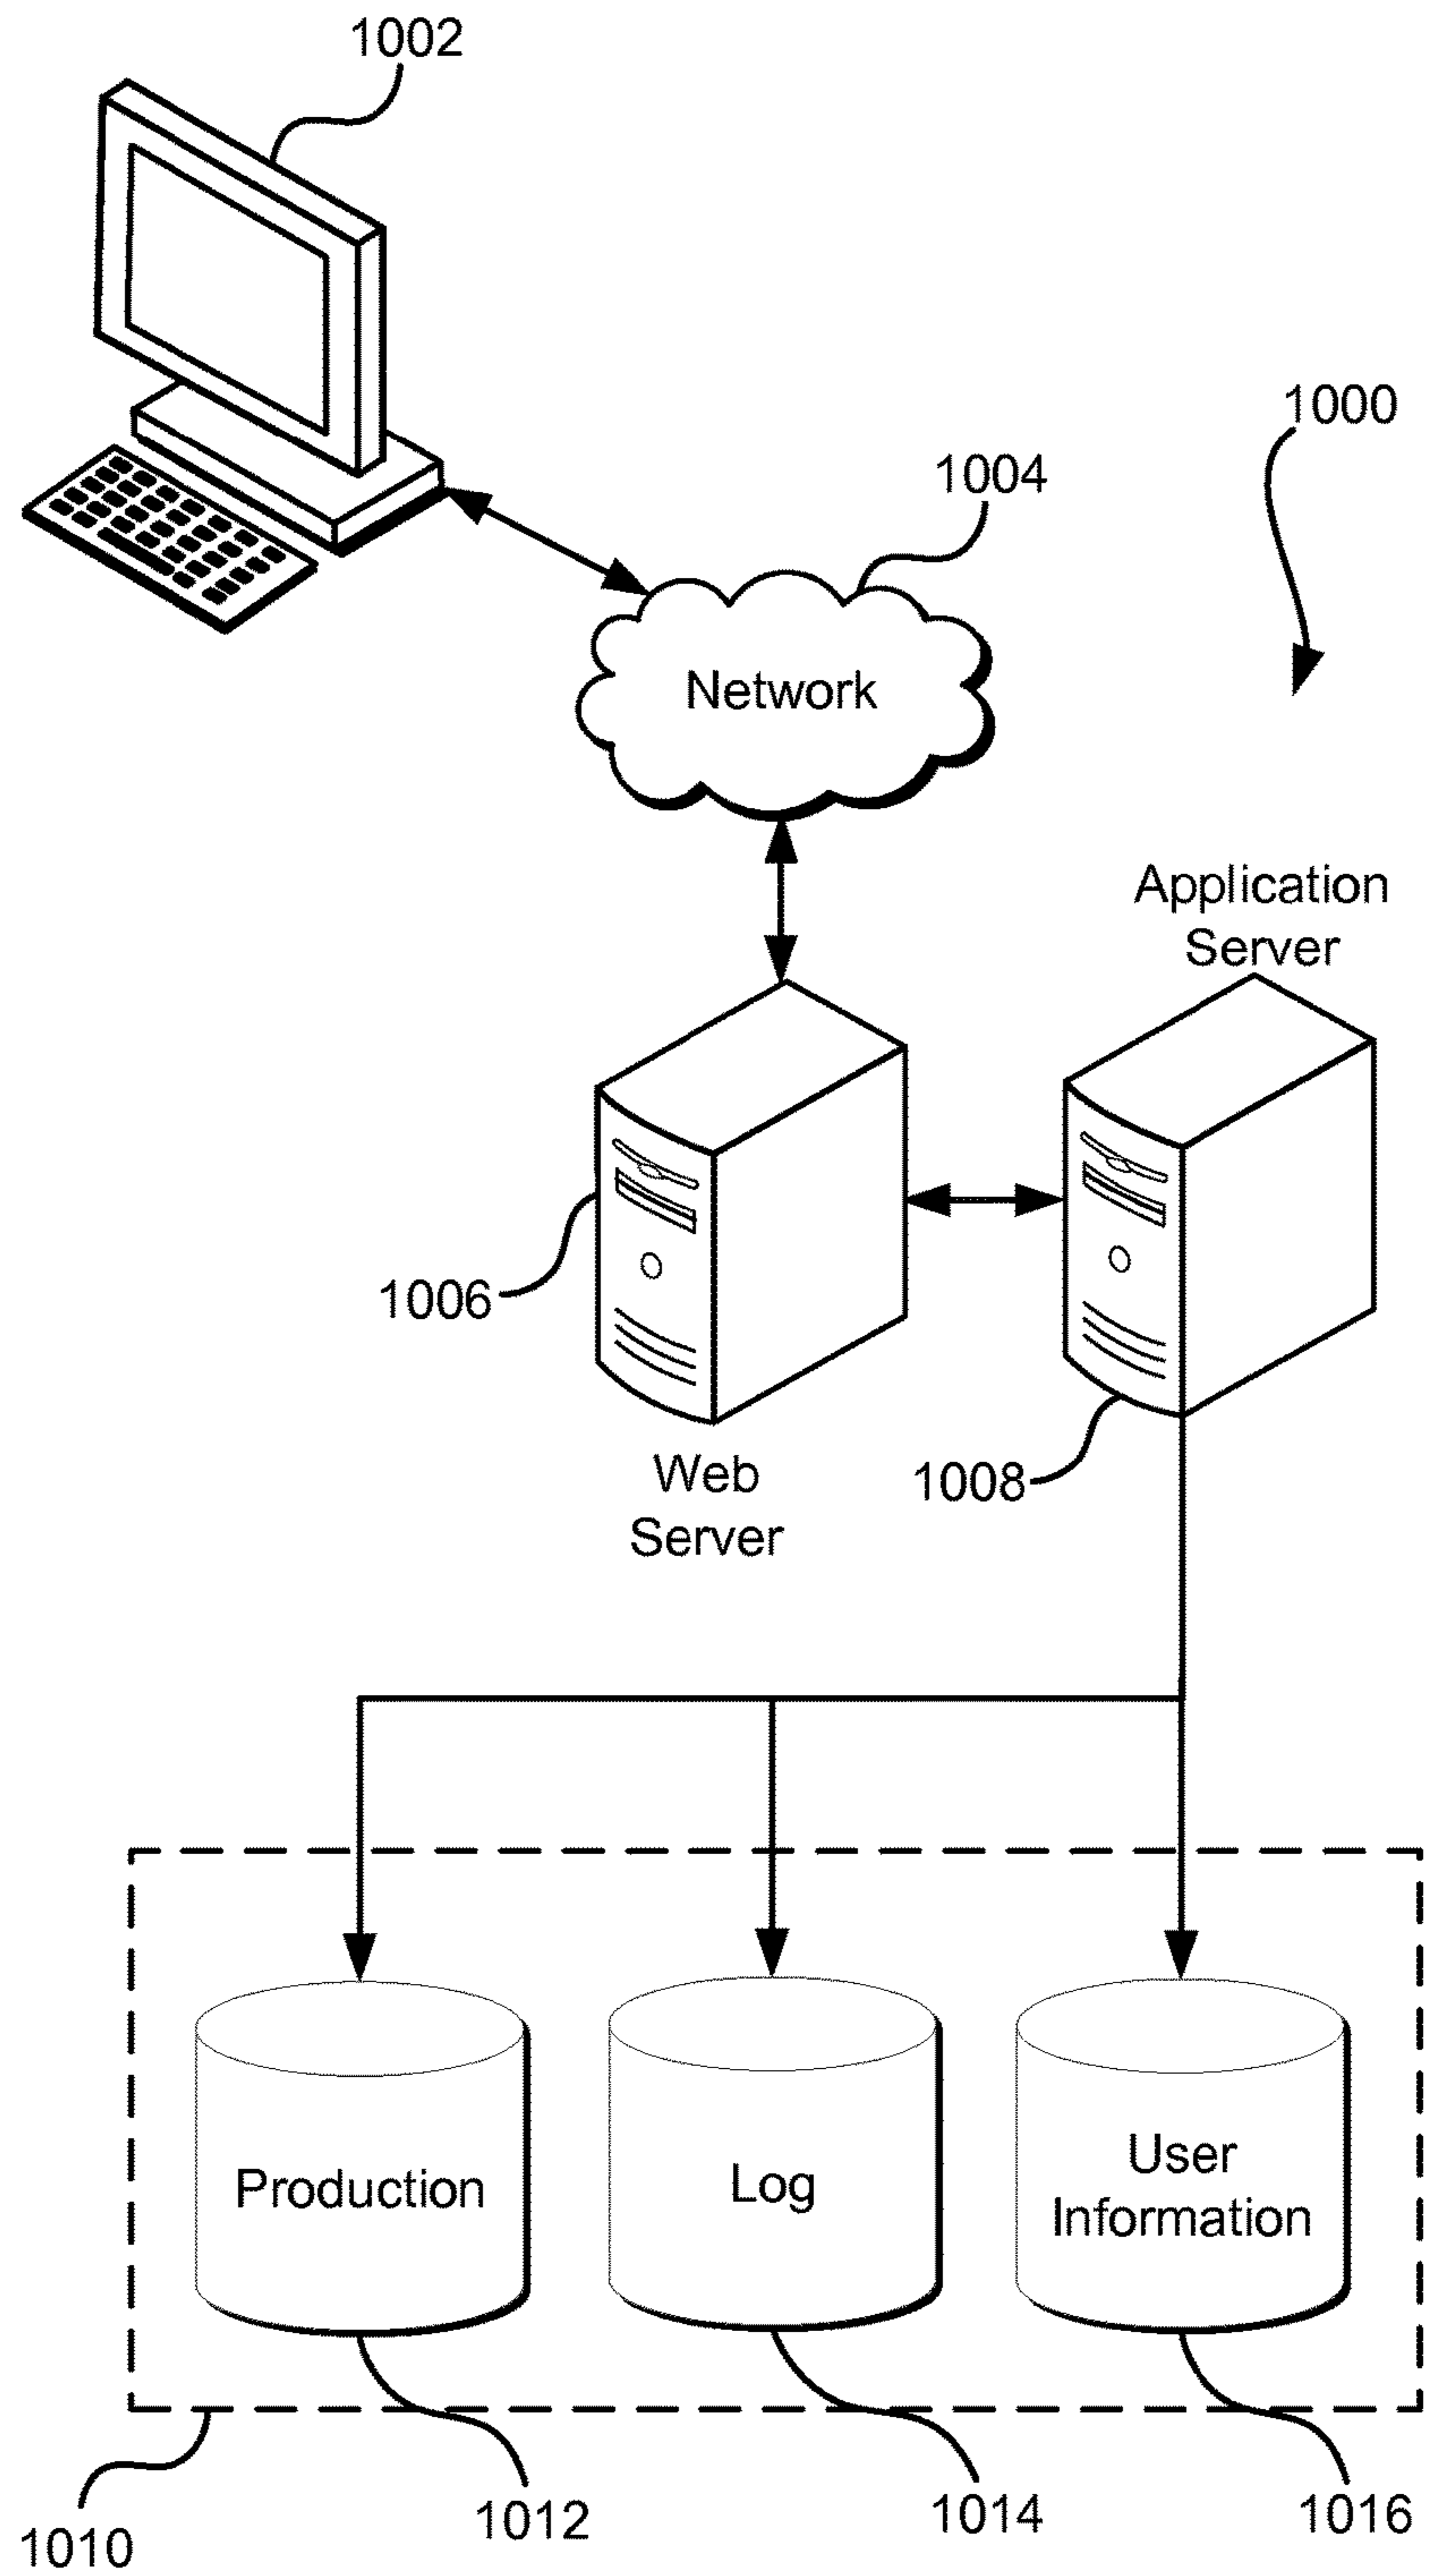 1002
1000
1004
Network
Application
Server
1006
Web
Server
1008
Production
Log
User
Information
1010
1012
1014
1016